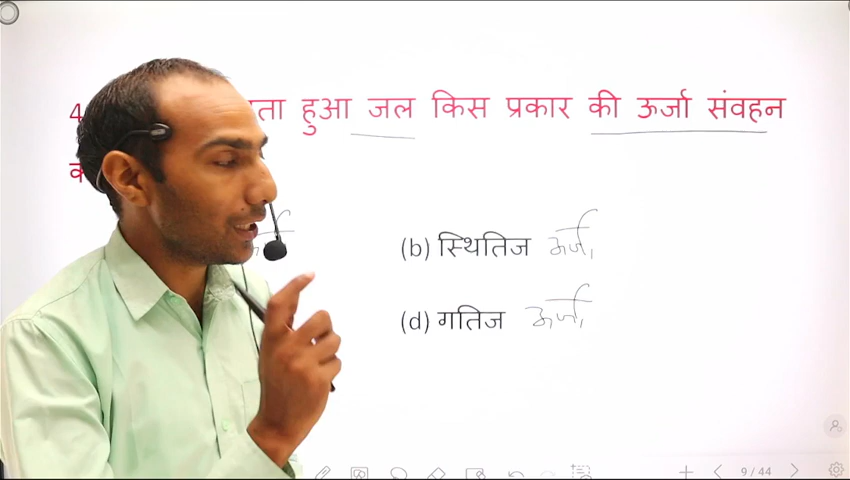 4 हुआ जल किस प्रकार की ऊर्जा संवहन
(b) स्थितिज ऊर्जा
(d) गतिज ऊर्जा
9 / 44